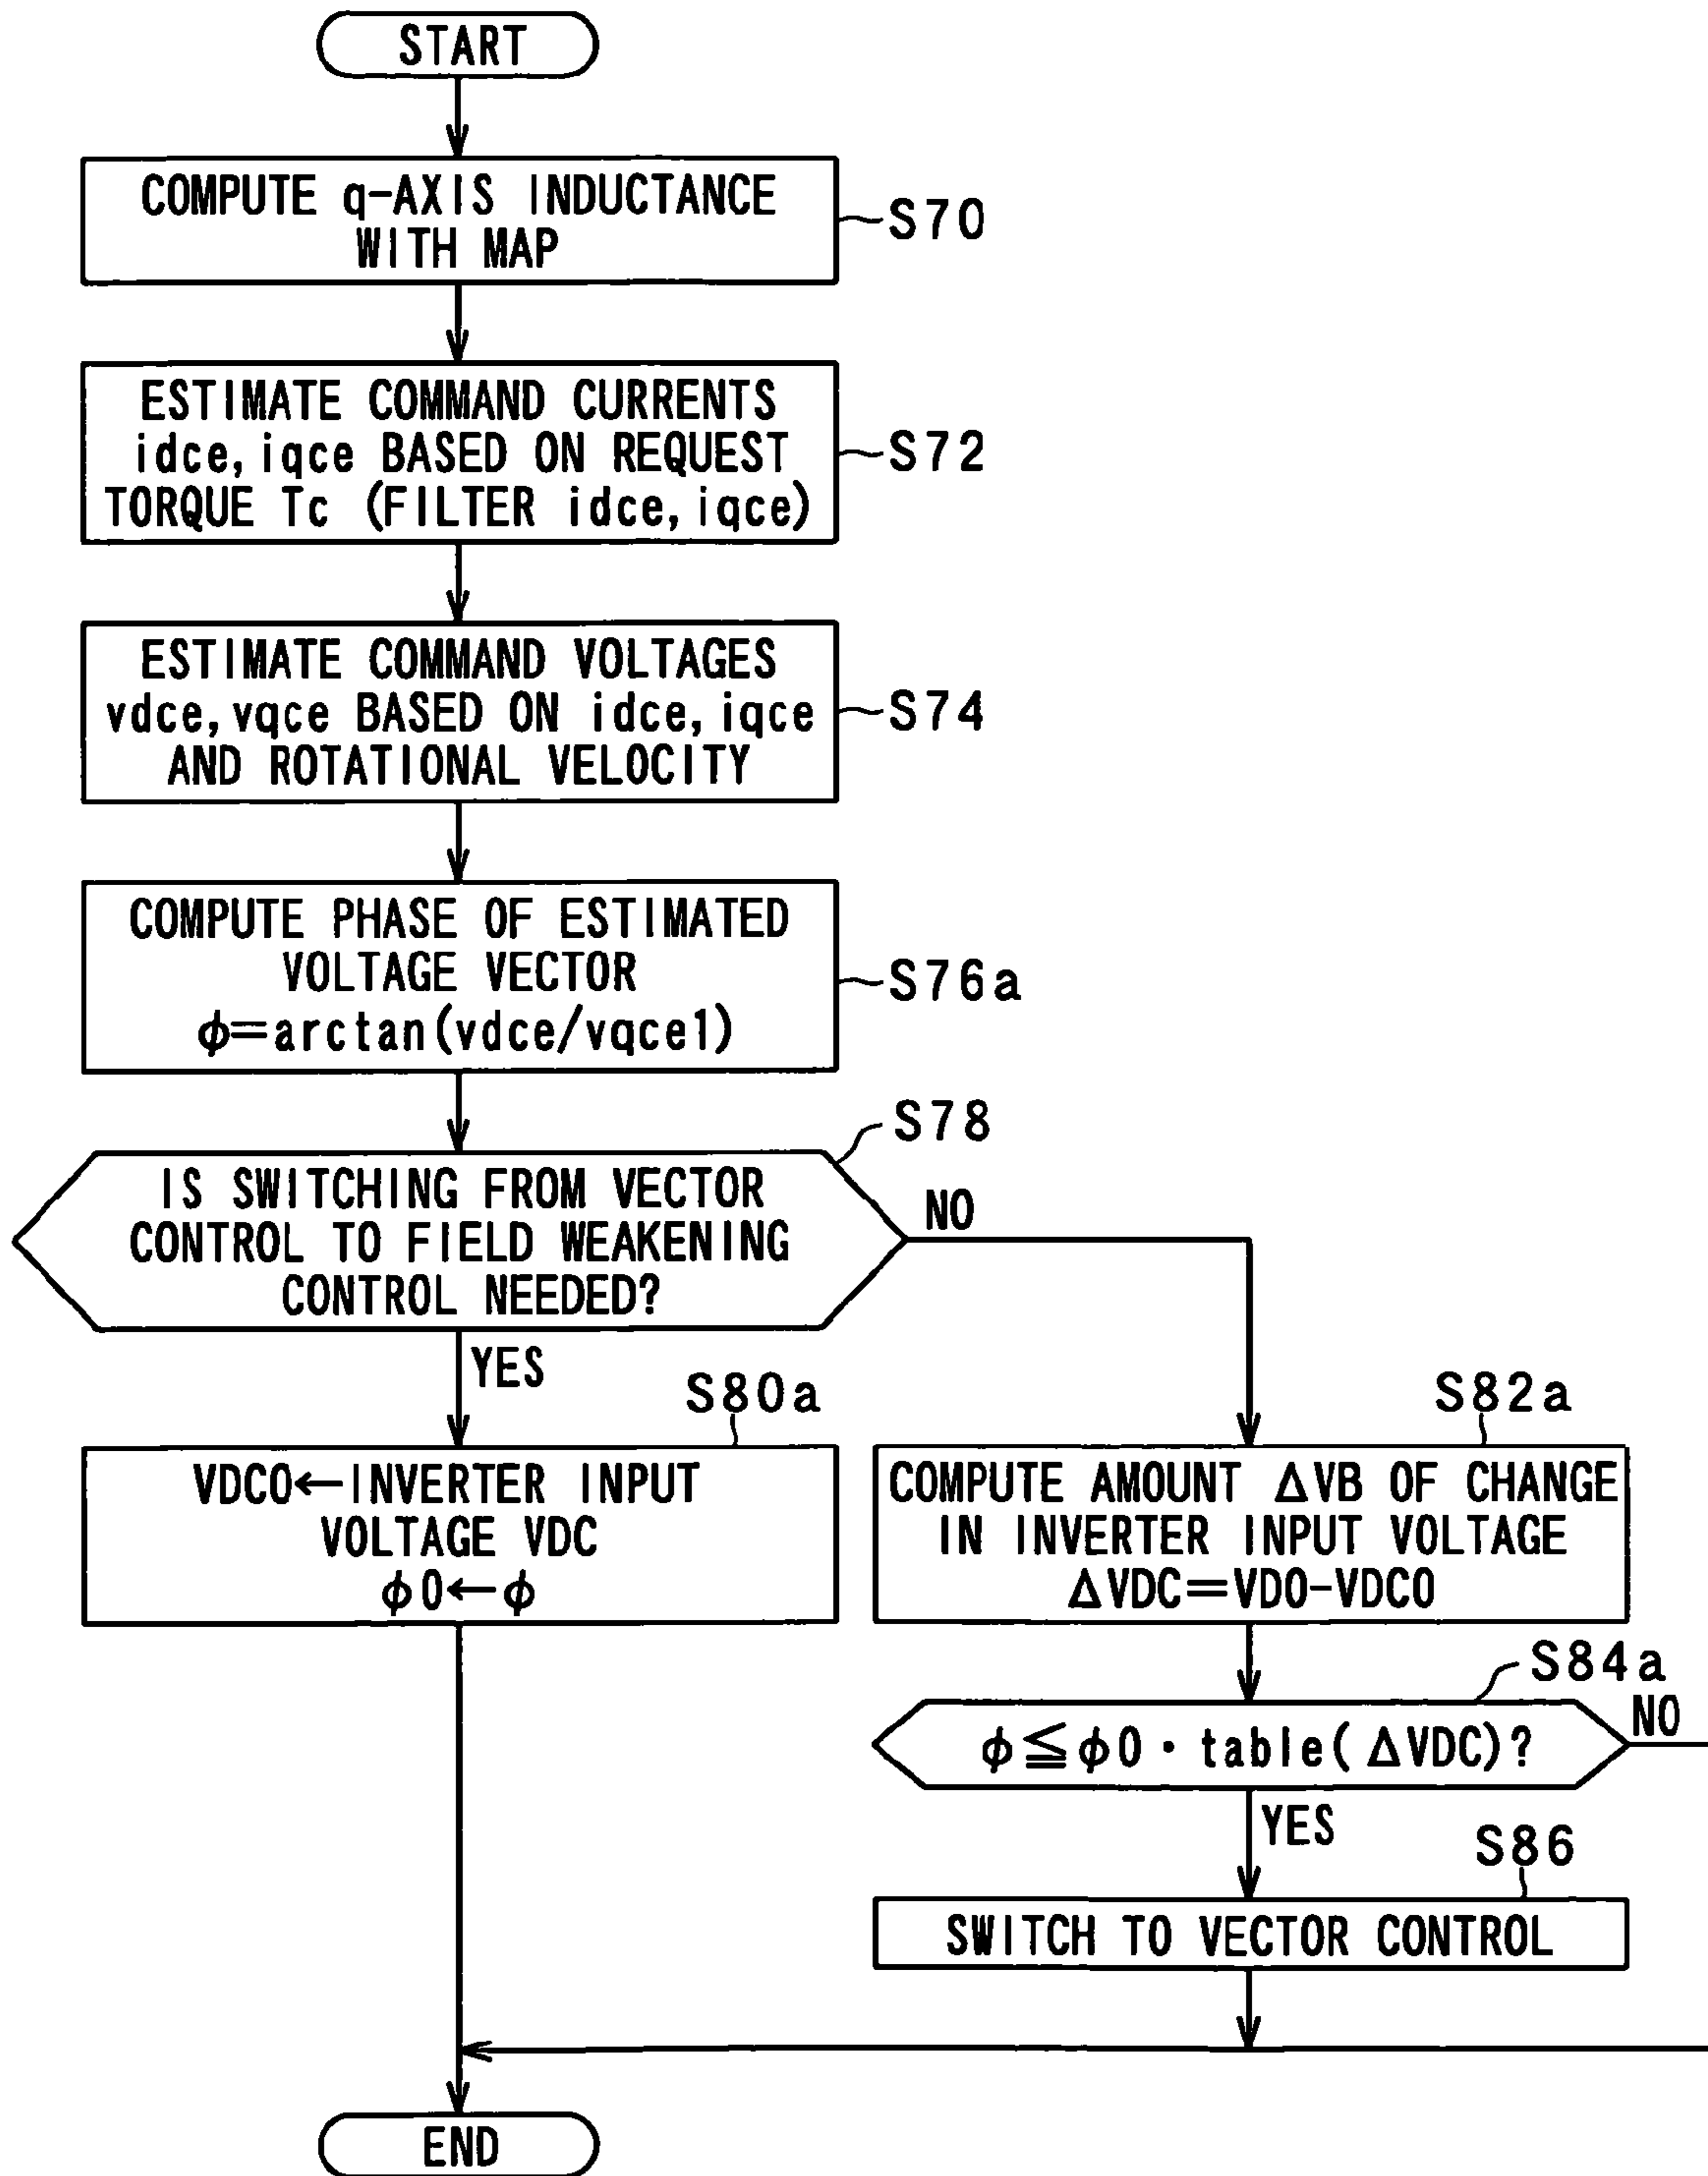 START
COMPUTE q-AXIS INDUCTANCE
WITH MAP
S70
ESTIMATE COMMAND CURRENTS
idce, iqce BASED ON REQUEST
TORQUE Tc (FILTER idce, iqce)
S72
ESTIMATE COMMAND VOLTAGES
vdce, vqce BASED ON idce, iqce
AND ROTATIONAL VELOCITY
S74
COMPUTE PHASE OF ESTIMATED
VOLTAGE VECTOR
ϕ=arctan(vdce/vqce1)
S76a
S78
IS SWITCHING FROM VECTOR
CONTROL TO FIELD WEAKENING
CONTROL NEEDED?
NO
YES
S80a
VDC0←INVERTER INPUT
VOLTAGE VDC
ϕ0←ϕ
S82a
COMPUTE AMOUNT ΔVB OF CHANGE
IN INVERTER INPUT VOLTAGE
ΔVDC=VD0-VDC0
S84a
ϕ≦ϕ0・table(ΔVDC)?
NO
YES
S86
SWITCH TO VECTOR CONTROL
END